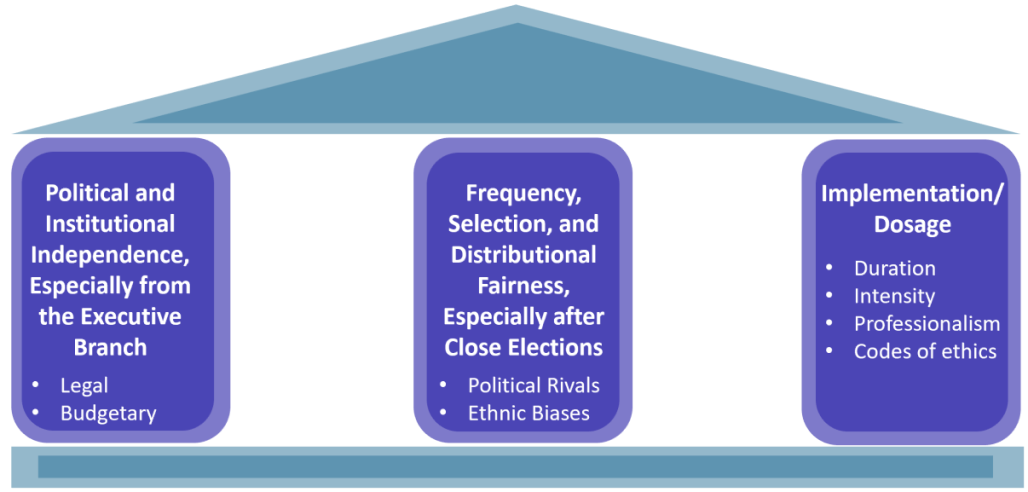 Political and
Institutional
Independence,
Especially from
the Executive
Branch
• Legal
• Budgetary
Frequency,
Selection, and
Distributional
Fairness,
Especially after
Close Elections
• Political Rivals
• Ethnic Biases
Implementation/
Dosage
• Duration
• Intensity
• Professionalism
• Codes of ethics